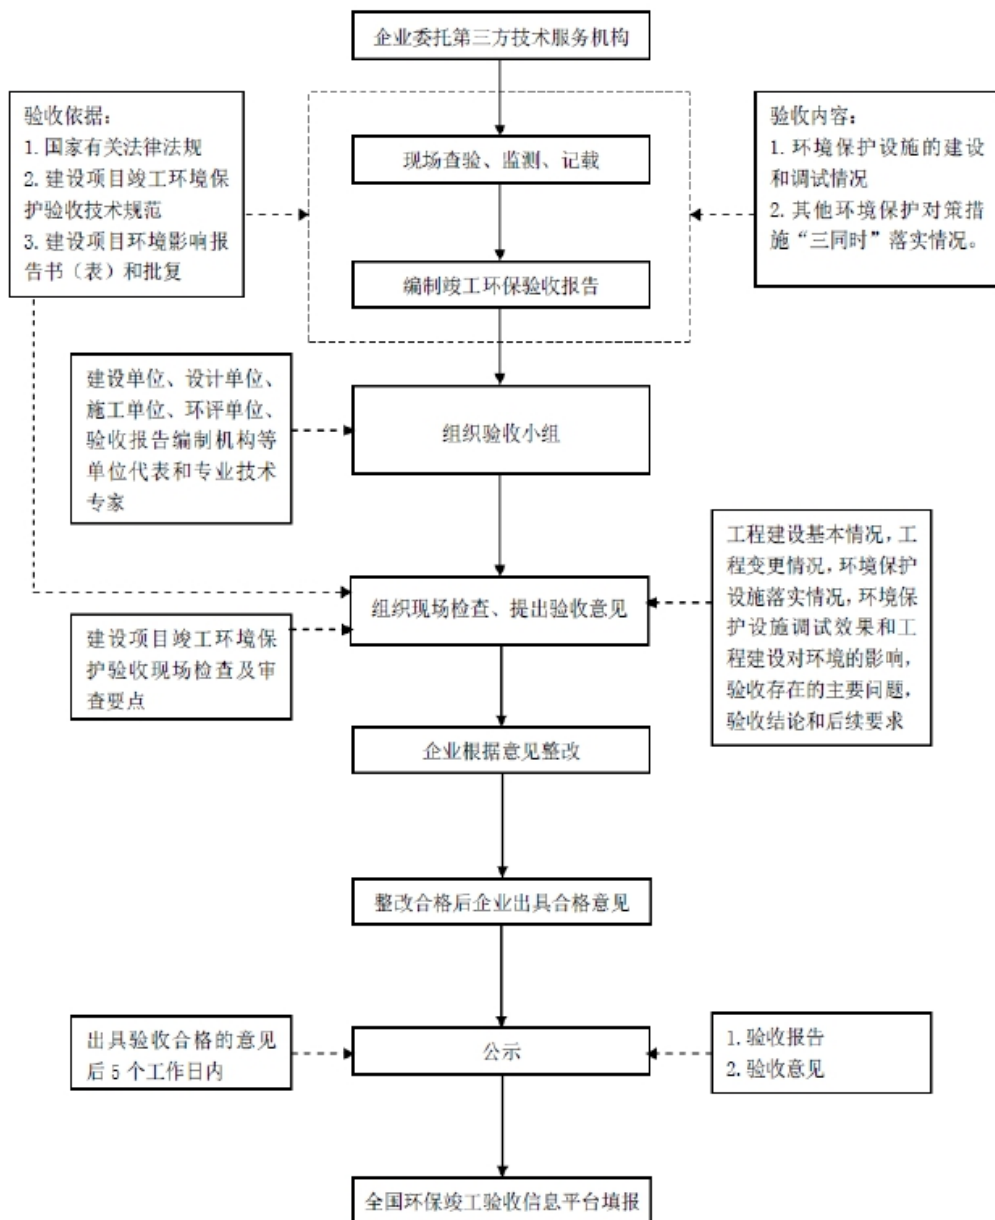 企业委托第三方技术服务机构
验收依据：
1. 国家有关法律法规
2. 建设项目竣工环境保
护验收技术规范
3. 建设项目环境影响报
告书（表）和批复
现场查验、监测、记载
验收内容：
1. 环境保护设施的建设
和调试情况
2. 其他环境保护对策措
施“三同时”落实情况。
编制竣工环保验收报告
建设单位、设计单位、
施工单位、环评单位、
验收报告编制机构等
单位代表和专业技术
专家
组织验收小组
组织现场检查、提出验收意见
工程建设基本情况，工
程变更情况，环境保护
设施落实情况，环境保
护设施调试效果和工
程建设对环境的影响，
验收存在的主要问题，
验收结论和后续要求
建设项目竣工环境保
护验收现场检查及审
查要点
企业根据意见整改
整改合格后企业出具合格意见
出具验收合格的意见
后 5 个工作日内
公示
1. 验收报告
2. 验收意见
全国环保竣工验收信息平台填报